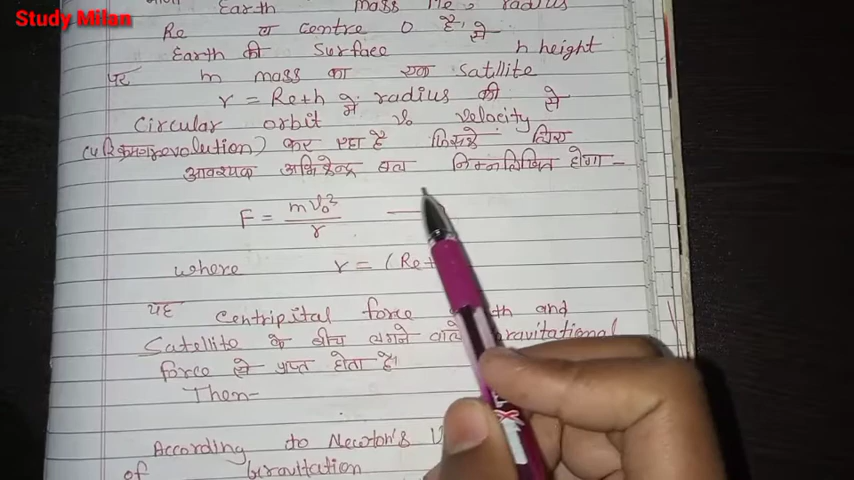 Study Milan
माना Earth mass Me, radius
Re व centre O है, से
Earth की Surface h height
पर m mass का एक Satllite
r = Re+h में radius की से
Circular orbit v₀ velocity
(परिक्रमण revolution) कर रहा है जिसके लिए
आवश्यक अभिकेन्द्र बल निम्नलिखित होगा –
F = mv₀²/r —
where r = (Re+
यह Centripital force and
Satellite के बीच लगने वाले Gravitational
force से प्राप्त होता है।
Then-
According to Newton's
of Gravitation